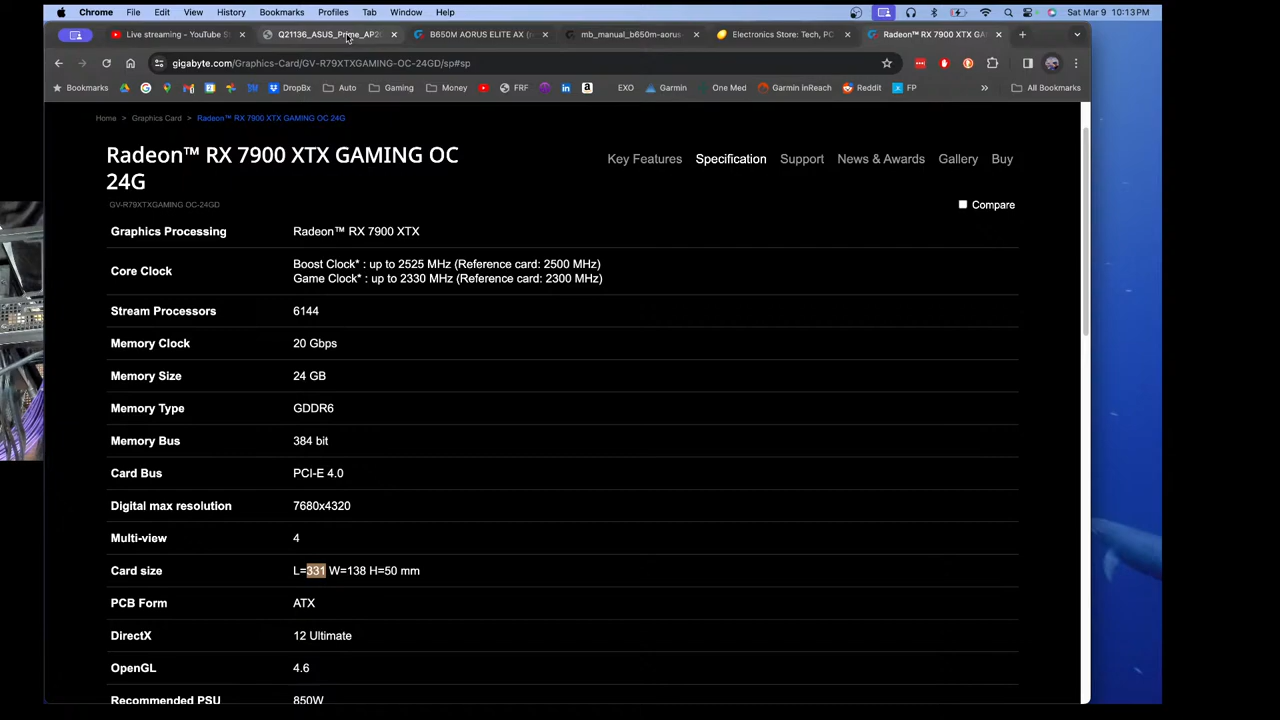 Chrome File Edit View History Bookmarks Profiles Tab Window Help Sat Mar 9 10:13 PM
Live streaming - YouTube S Q21136_ASUS_Prime_AP20 B650M AORUS ELITE AX ( mb_manual_b650m-aorus- Electronics Store: Tech, PC Radeon™ RX 7900 XTX GA
gigabyte.com/Graphics-Card/GV-R79XTXGAMING-OC-24GD/sp#sp
Bookmarks DropBx Auto Gaming Money FRF EXO Garmin One Med Garmin inReach Reddit FP » All Bookmarks
Home > Graphics Card > Radeon™ RX 7900 XTX GAMING OC 24G
Radeon™ RX 7900 XTX GAMING OC
24G
Key Features Specification Support News & Awards Gallery Buy
GV-R79XTXGAMING OC-24GD
Compare
Graphics Processing Radeon™ RX 7900 XTX
Core Clock
Boost Clock* : up to 2525 MHz (Reference card: 2500 MHz)
Game Clock* : up to 2330 MHz (Reference card: 2300 MHz)
Stream Processors 6144
Memory Clock 20 Gbps
Memory Size 24 GB
Memory Type GDDR6
Memory Bus 384 bit
Card Bus PCI-E 4.0
Digital max resolution 7680x4320
Multi-view 4
Card size L=331 W=138 H=50 mm
PCB Form ATX
DirectX 12 Ultimate
OpenGL 4.6
Recommended PSU 850W